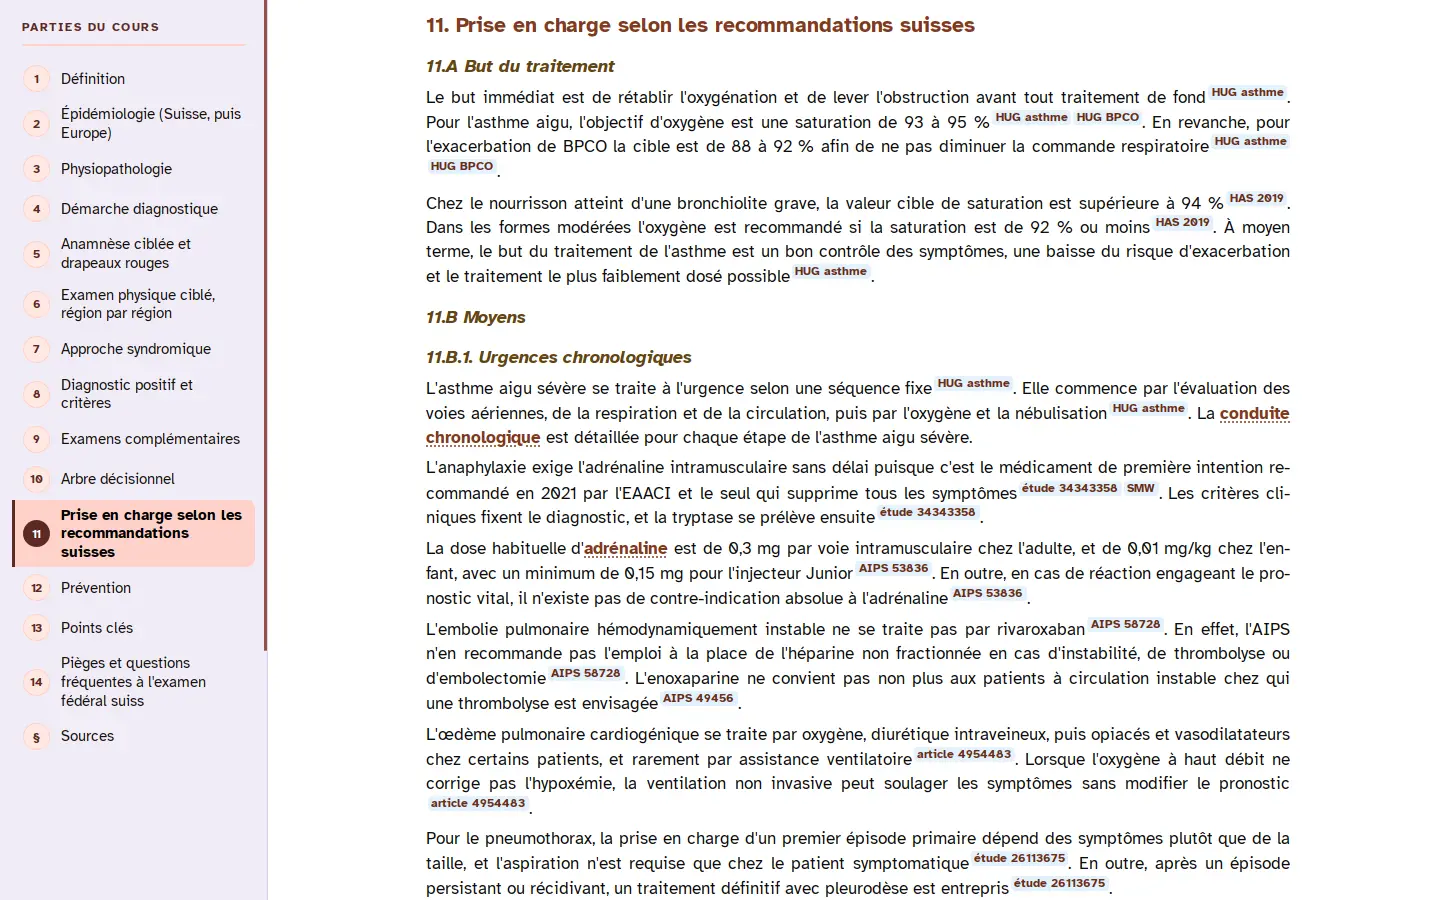 PARTIES DU COURS
1 Définition
2 Épidémiologie (Suisse, puis
Europe)
3 Physiopathologie
4 Démarche diagnostique
5 Anamnèse ciblée et
drapeaux rouges
6 Examen physique ciblé,
région par région
7 Approche syndromique
8 Diagnostic positif et
critères
9 Examens complémentaires
10 Arbre décisionnel
11 Prise en charge selon les
recommandations
suisses
12 Prévention
13 Points clés
14 Pièges et questions
fréquentes à l'examen
fédéral suiss
§ Sources
11. Prise en charge selon les recommandations suisses
11.A But du traitement
Le but immédiat est de rétablir l'oxygénation et de lever l'obstruction avant tout traitement de fond HUG asthme.
Pour l'asthme aigu, l'objectif d'oxygène est une saturation de 93 à 95 % HUG asthme HUG BPCO. En revanche, pour
l'exacerbation de BPCO la cible est de 88 à 92 % afin de ne pas diminuer la commande respiratoire HUG asthme
HUG BPCO.
Chez le nourrisson atteint d'une bronchiolite grave, la valeur cible de saturation est supérieure à 94 % HAS 2019.
Dans les formes modérées l'oxygène est recommandé si la saturation est de 92 % ou moins HAS 2019. À moyen
terme, le but du traitement de l'asthme est un bon contrôle des symptômes, une baisse du risque d'exacerbation
et le traitement le plus faiblement dosé possible HUG asthme.
11.B Moyens
11.B.1. Urgences chronologiques
L'asthme aigu sévère se traite à l'urgence selon une séquence fixe HUG asthme. Elle commence par l'évaluation des
voies aériennes, de la respiration et de la circulation, puis par l'oxygène et la nébulisation HUG asthme. La conduite
chronologique est détaillée pour chaque étape de l'asthme aigu sévère.
L'anaphylaxie exige l'adrénaline intramusculaire sans délai puisque c'est le médicament de première intention re-
commandé en 2021 par l'EAACI et le seul qui supprime tous les symptômes étude 34343358 SMW. Les critères cli-
niques fixent le diagnostic, et la tryptase se prélève ensuite étude 34343358.
La dose habituelle d'adrénaline est de 0,3 mg par voie intramusculaire chez l'adulte, et de 0,01 mg/kg chez l'en-
fant, avec un minimum de 0,15 mg pour l'injecteur Junior AIPS 53836. En outre, en cas de réaction engageant le pro-
nostic vital, il n'existe pas de contre-indication absolue à l'adrénaline AIPS 53836.
L'embolie pulmonaire hémodynamiquement instable ne se traite pas par rivaroxaban AIPS 58728. En effet, l'AIPS
n'en recommande pas l'emploi à la place de l'héparine non fractionnée en cas d'instabilité, de thrombolyse ou
d'embolectomie AIPS 58728. L'enoxaparine ne convient pas non plus aux patients à circulation instable chez qui
une thrombolyse est envisagée AIPS 49456.
L'œdème pulmonaire cardiogénique se traite par oxygène, diurétique intraveineux, puis opiacés et vasodilatateurs
chez certains patients, et rarement par assistance ventilatoire article 4954483. Lorsque l'oxygène à haut débit ne
corrige pas l'hypoxémie, la ventilation non invasive peut soulager les symptômes sans modifier le pronostic
article 4954483.
Pour le pneumothorax, la prise en charge d'un premier épisode primaire dépend des symptômes plutôt que de la
taille, et l'aspiration n'est requise que chez le patient symptomatique étude 26113675. En outre, après un épisode
persistant ou récidivant, un traitement définitif avec pleurodèse est entrepris étude 26113675.